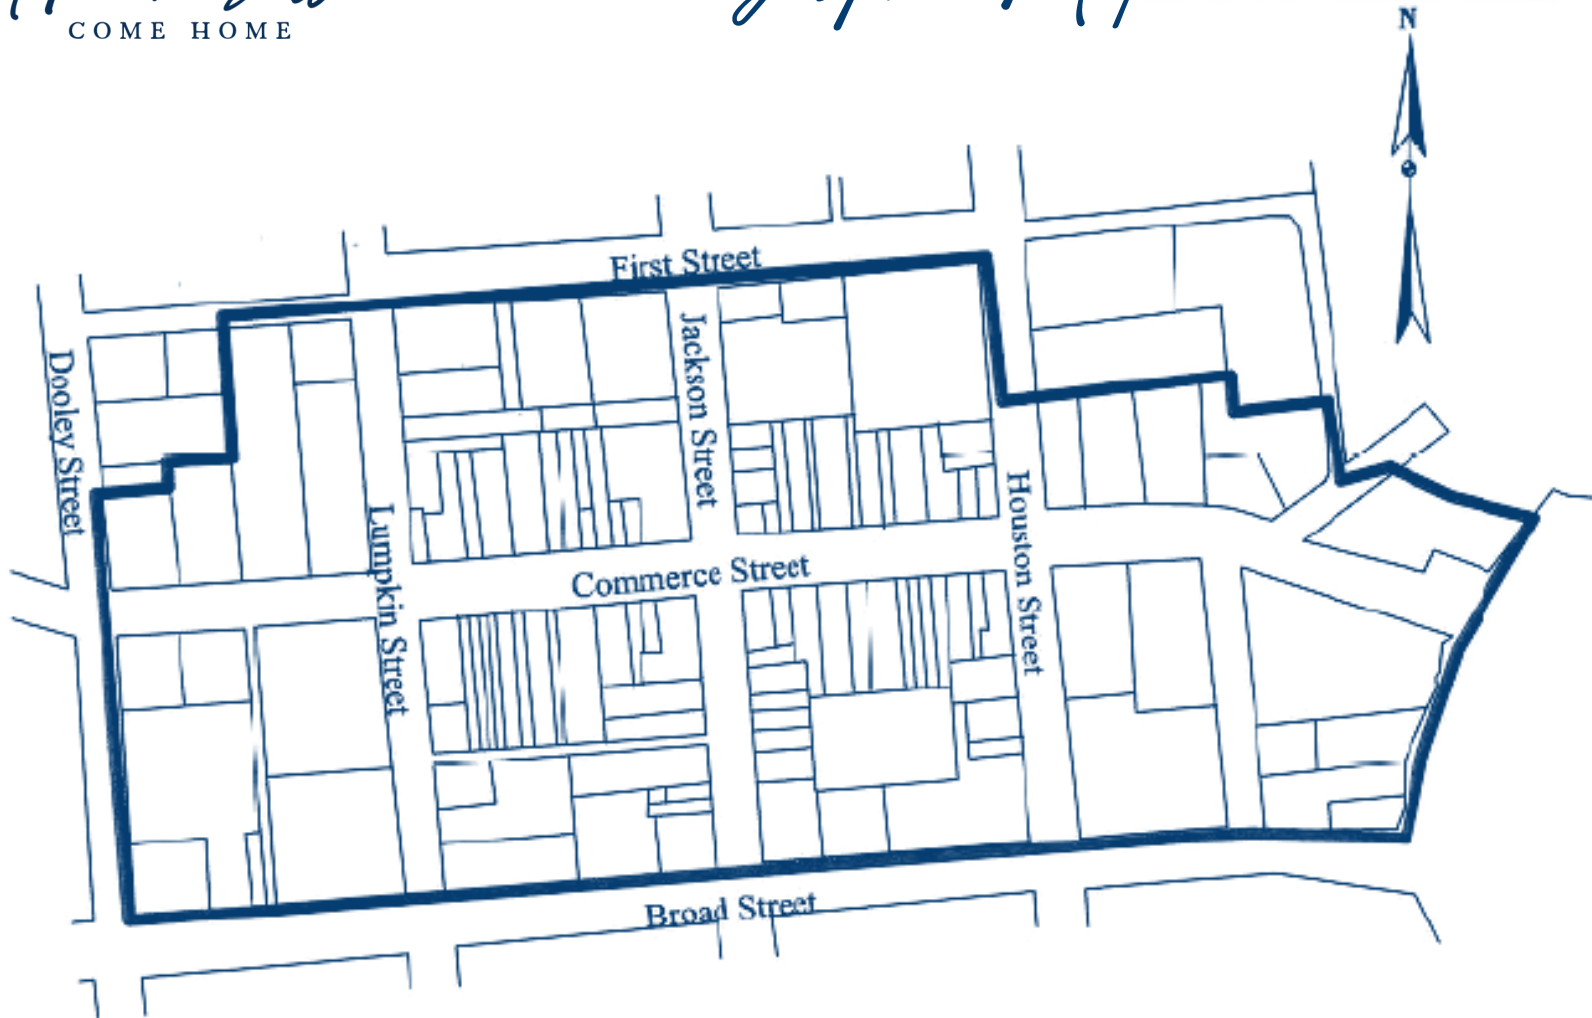 COME HOME
N
First Street
Jackson Street
Dooley Street
Houston Street
Lumpkin Street
Commerce Street
Broad Street